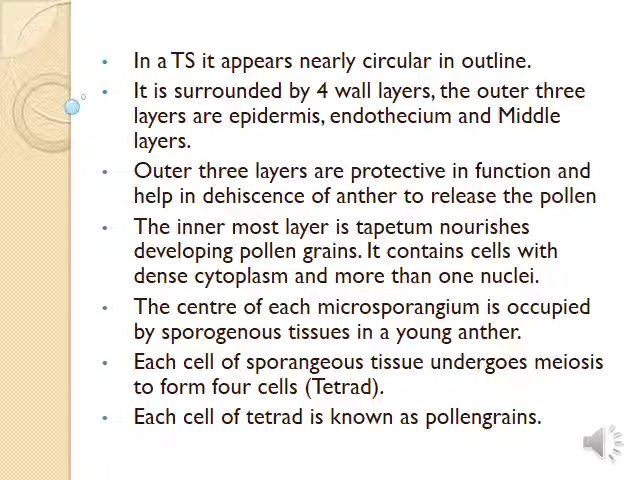 • In a TS it appears nearly circular in outline.
• It is surrounded by 4 wall layers, the outer three
layers are epidermis, endothecium and Middle
layers.
• Outer three layers are protective in function and
help in dehiscence of anther to release the pollen
• The inner most layer is tapetum nourishes
developing pollen grains. It contains cells with
dense cytoplasm and more than one nuclei.
• The centre of each microsporangium is occupied
by sporogenous tissues in a young anther.
• Each cell of sporangeous tissue undergoes meiosis
to form four cells (Tetrad).
• Each cell of tetrad is known as pollengrains.